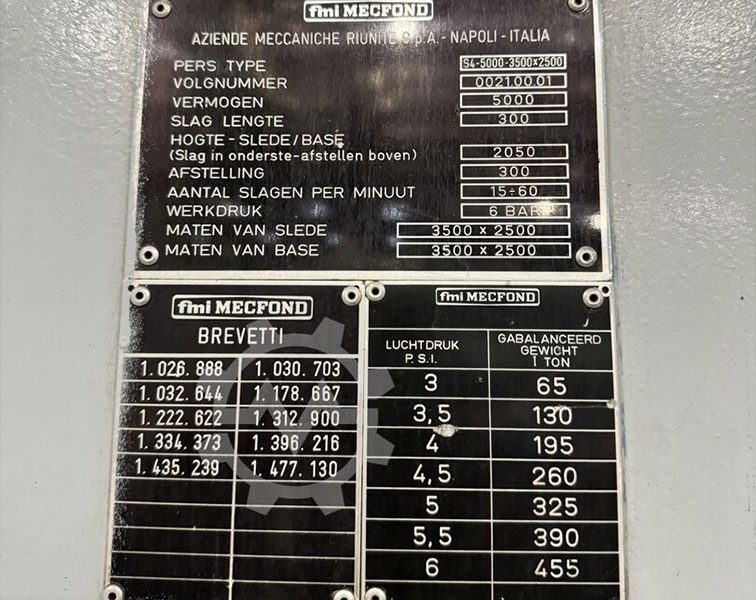 fmi MECFOND
AZIENDE MECCANICHE RIUNITE S.p.A. - NAPOLI - ITALIA
PERS TYPE S4-5000-3500x2500
VOLGNUMMER 0021.00.01
VERMOGEN 5000
SLAG LENGTE 300
HOGTE - SLEDE/BASE
(Slag in onderste-afstellen boven) 2050
AFSTELLING 300
AANTAL SLAGEN PER MINUUT 15÷60
WERKDRUK 6 BAR
MATEN VAN SLEDE 3500 x 2500
MATEN VAN BASE 3500 x 2500
fmi MECFOND
BREVETTI
1.026.888 1.030.703
1.032.644 1.178.667
1.222.622 1.312.900
1.334.373 1.396.216
1.435.239 1.477.130
fmi MECFOND
LUCHTDRUK
P.S.I.
GABALANCEERD
GEWICHT
I TON
3 65
3,5 130
4 195
4,5 260
5 325
5,5 390
6 455